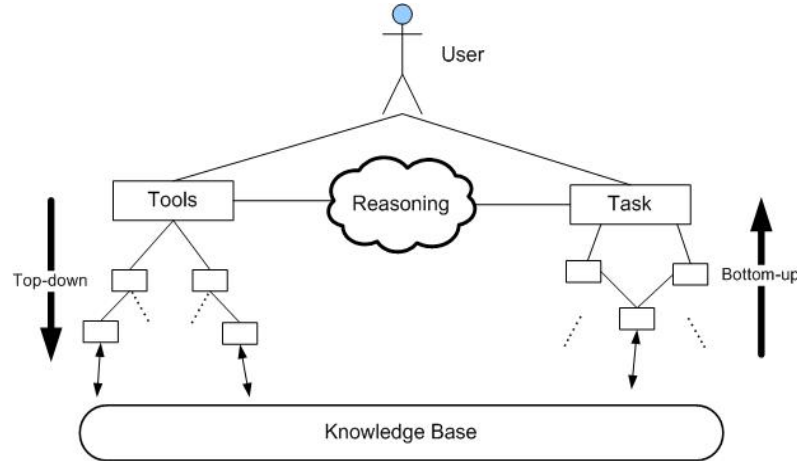 User
Tools
Reasoning
Task
Top-down
Bottom-up
Knowledge Base